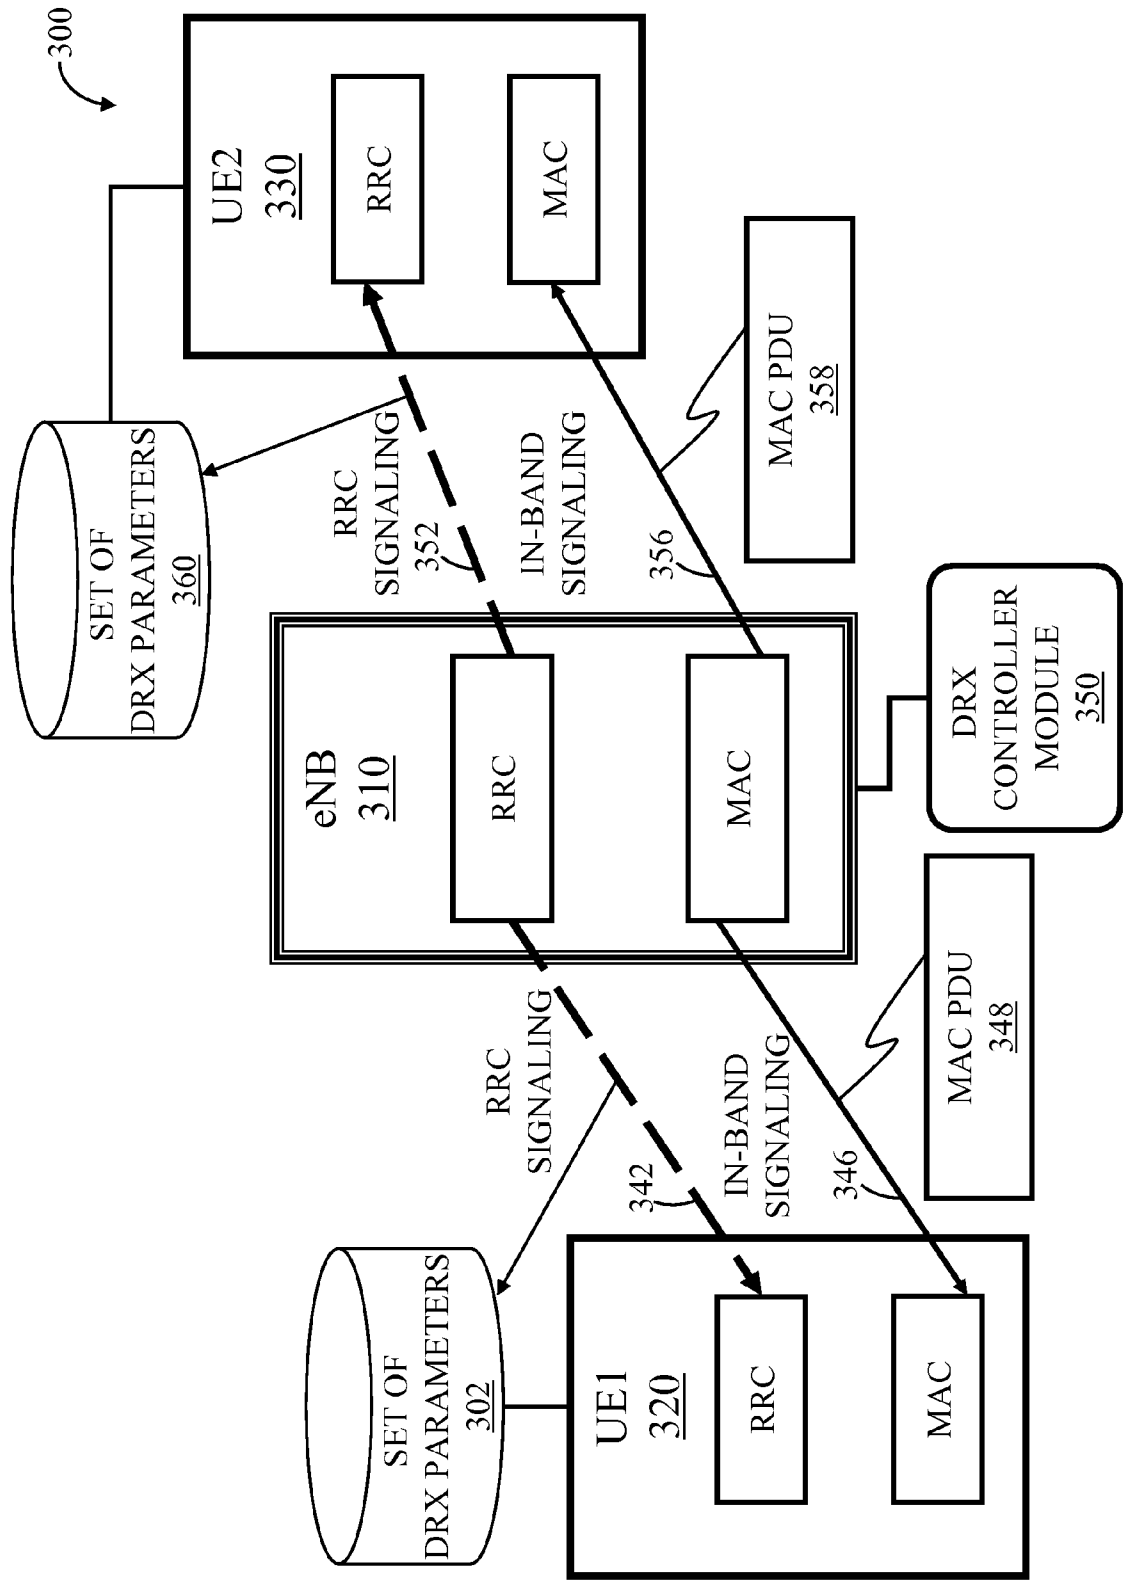 300
SET OF
DRX PARAMETERS
360
UE2
330
RRC
MAC
RRC
SIGNALING
352
IN-BAND
SIGNALING
356
MAC PDU
358
eNB
310
RRC
MAC
DRX
CONTROLLER
MODULE
350
RRC
SIGNALING
342
IN-BAND
SIGNALING
346
MAC PDU
348
SET OF
DRX PARAMETERS
302
UE1
320
RRC
MAC